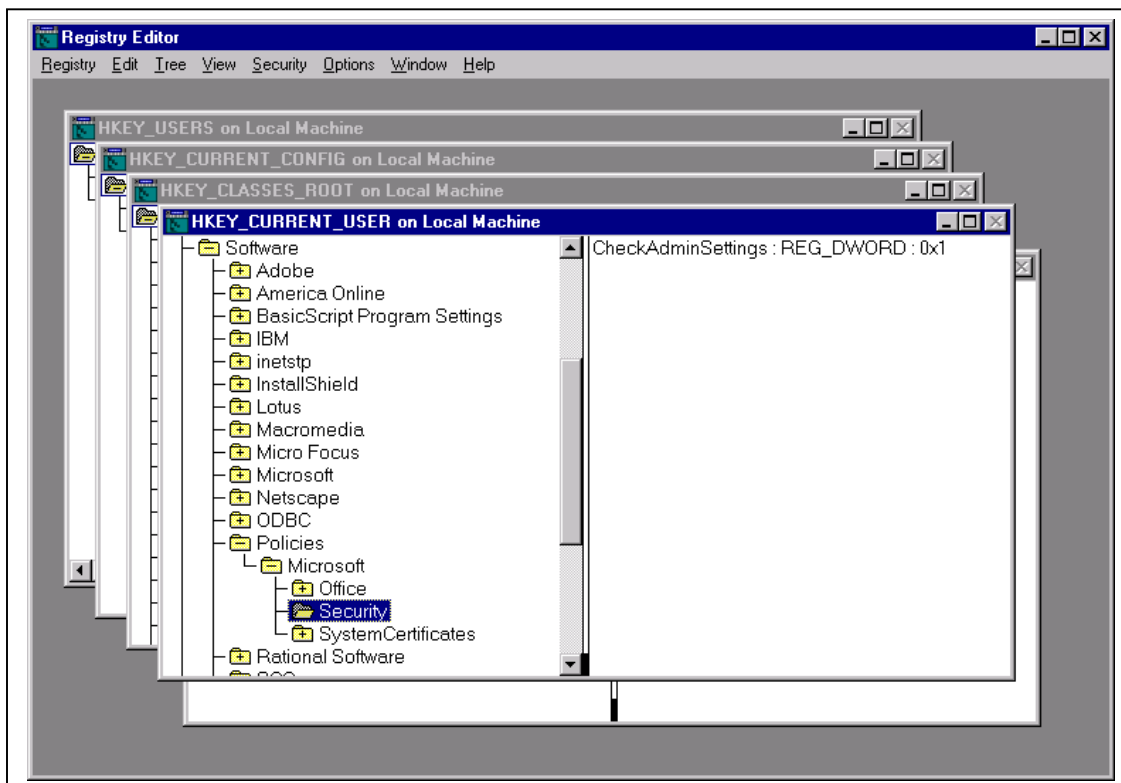 Registry Editor
Registry Edit Tree View Security Options Window Help
HKEY_USERS on Local Machine
HKEY_CURRENT_CONFIG on Local Machine
HKEY_CLASSES_ROOT on Local Machine
HKEY_CURRENT_USER on Local Machine
Software
CheckAdminSettings : REG_DWORD : 0x1
Adobe
America Online
BasicScript Program Settings
IBM
inetstp
InstallShield
Lotus
Macromedia
Micro Focus
Microsoft
Netscape
ODBC
Policies
Microsoft
Office
Security
SystemCertificates
Rational Software